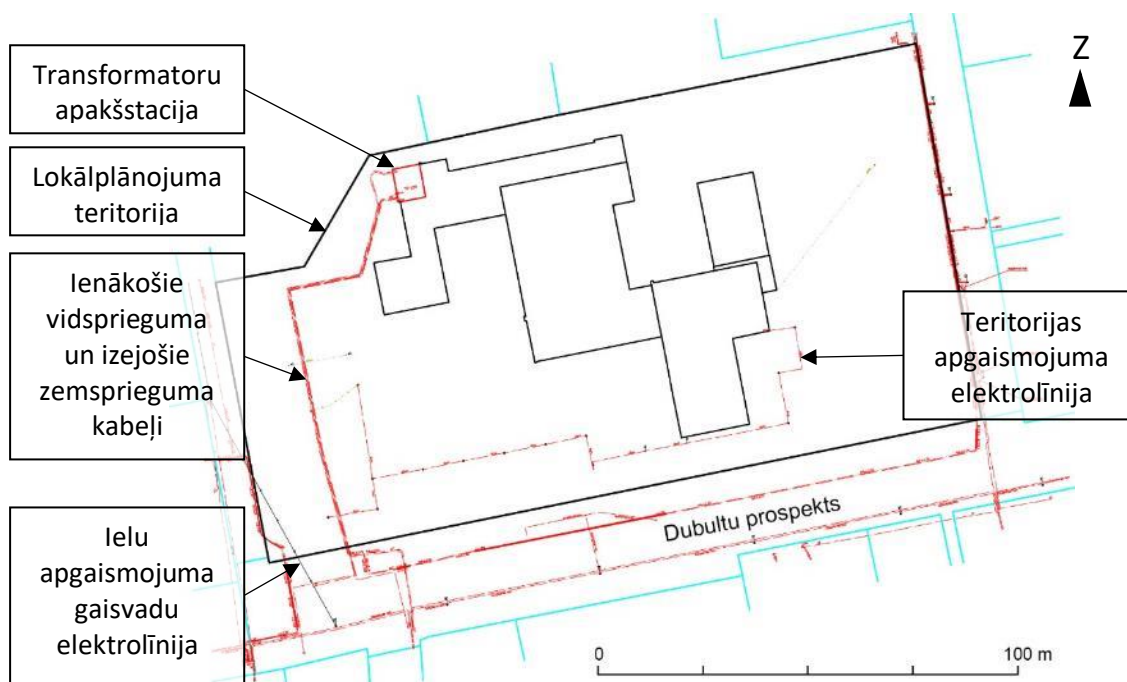 Transformatoru
apakšstacija
Lokālplānojuma
teritorija
Ienākošie
vidsprieguma
un izejošie
zemsprieguma
kabeļi
Ielu
apgaismojuma
gaisvadu
elektrolīnija
Z
Teritorijas
apgaismojuma
elektrolīnija
Dubultu prospekts
0
100 m